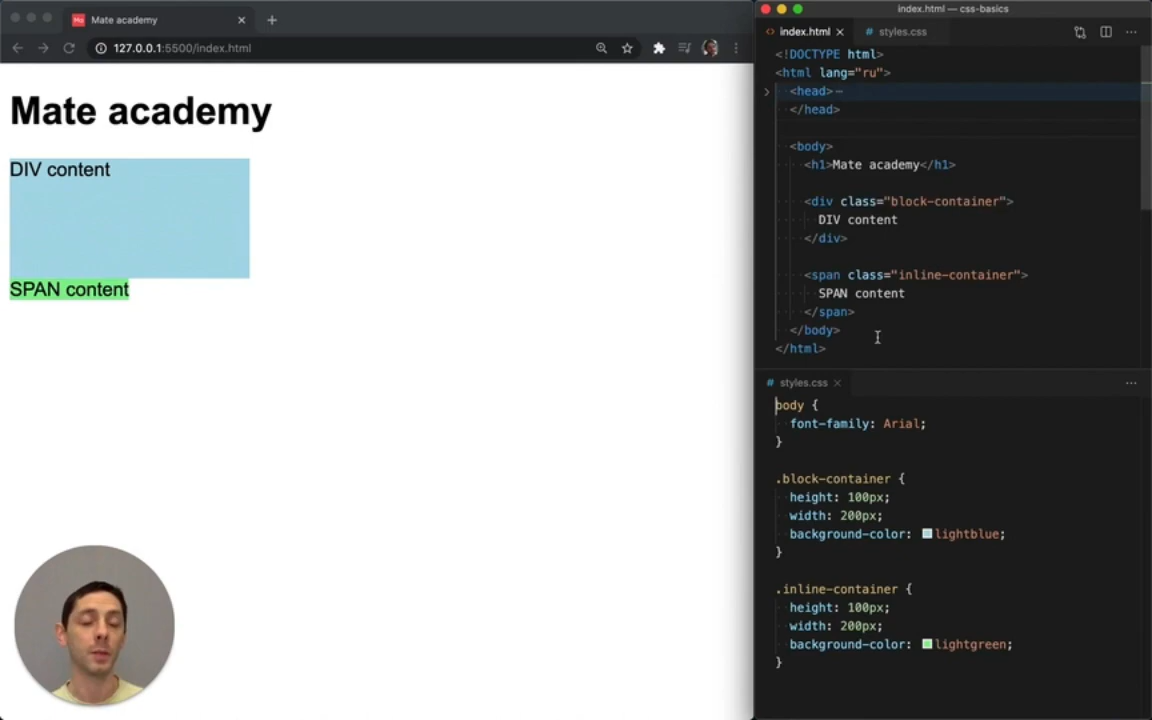 Mate academy
127.0.0.1:5500/index.html
Mate academy
DIV content
SPAN content
index.html — css-basics
index.html
# styles.css
<!DOCTYPE html>
<html lang="ru">
<head>
</head>
<body>
<h1>Mate academy</h1>
<div class="block-container">
DIV content
</div>
<span class="inline-container">
SPAN content
</span>
</body>
</html>
# styles.css
body {
font-family: Arial;
}
.block-container {
height: 100px;
width: 200px;
background-color: lightblue;
}
.inline-container {
height: 100px;
width: 200px;
background-color: lightgreen;
}